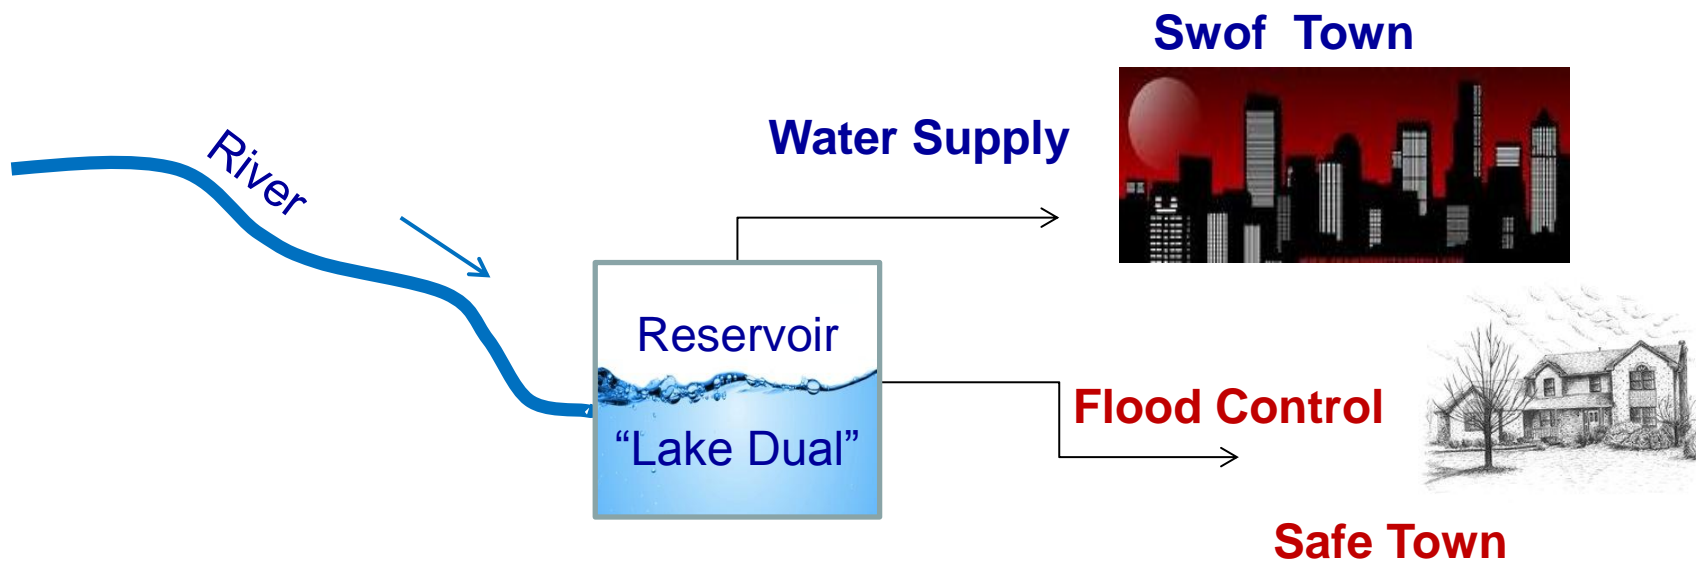 Swof Town
Water Supply
River
Reservoir
“Lake Dual”
Flood Control
Safe Town